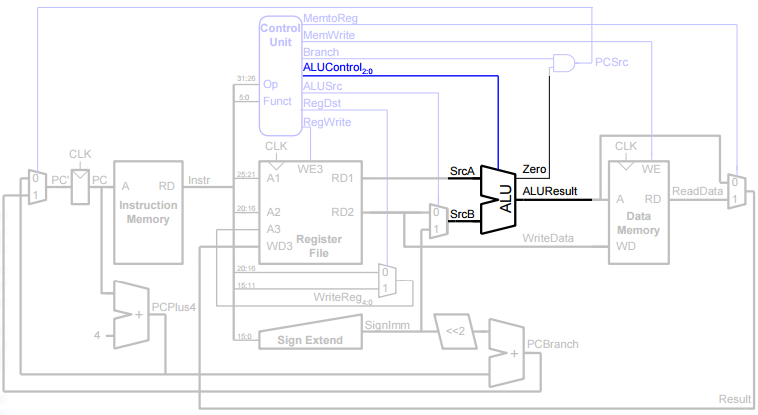 MemtoReg
Control
Unit
MemWrite
Branch
ALUControl2:0
PCSrc
31:26
Op
ALUSrc
5:0
Funct
RegDst
RegWrite
CLK
CLK
CLK
0
1
PC'
PC
A
RD
Instr
Instruction
Memory
25:21
A1
WE3
RD1
SrcA
Zero
ALU
ALUResult
WE
A
RD
ReadData
0
1
20:16
A2
RD2
0
1
SrcB
A3
WD3
Register
File
WriteData
Data
Memory
WD
20:16
0
15:11
1
WriteReg4:0
PCPlus4
+
4
SignImm
<<2
15:0
Sign Extend
+
PCBranch
Result